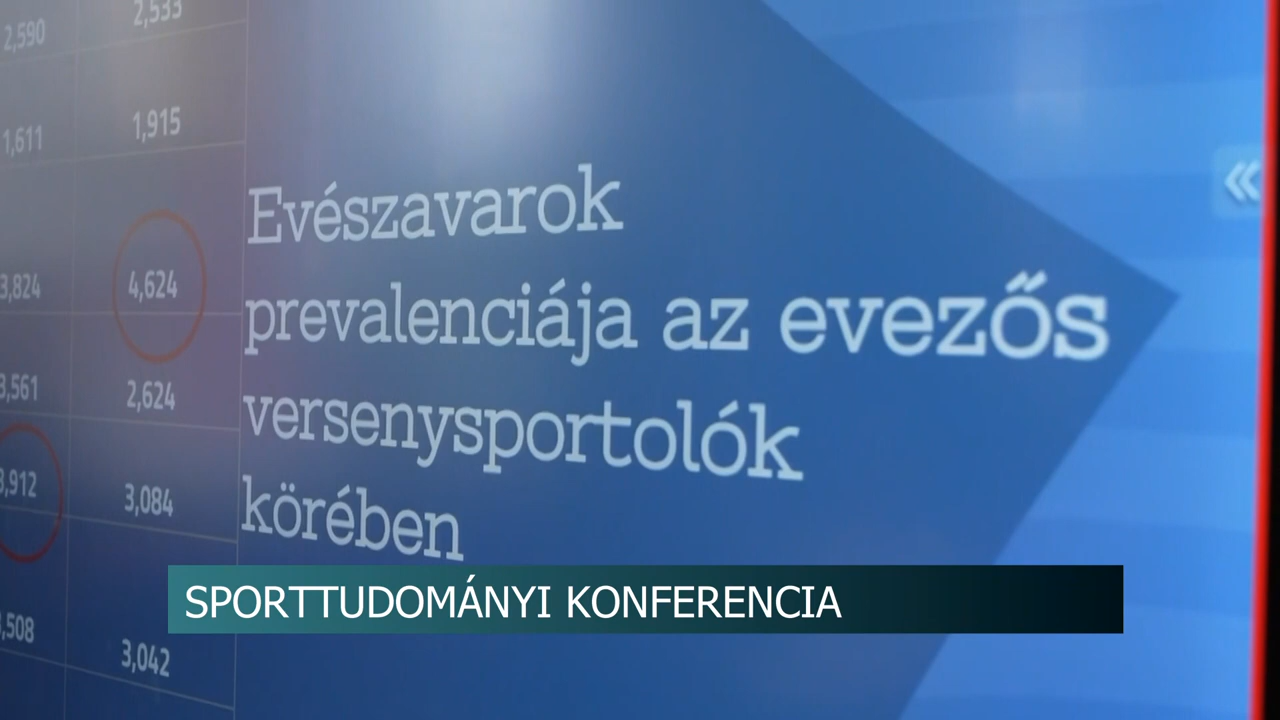 2,590
2,533
1,611
1,915
3,824
4,624
3,561
2,624
3,912
3,084
,508
3,042
Evészavarok
prevalenciája az evezős
versenysportolók
körében
«
SPORTTUDOMÁNYI KONFERENCIA